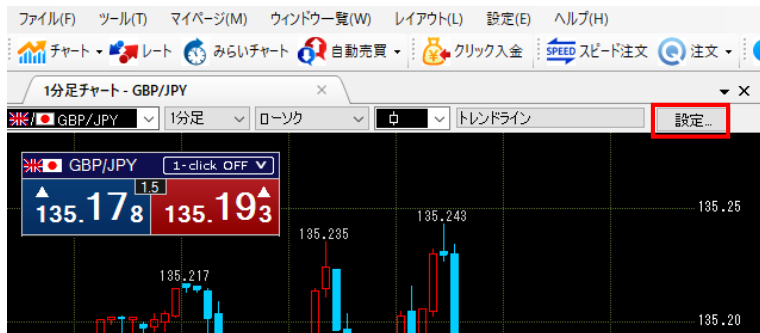 ファイル(F) ツール(T) マイページ(M) ウィンドウ一覧(W) レイアウト(L) 設定(E) ヘルプ(H)
チャート レート みらいチャート 自動売買 クリック入金 SPEED スピード注文 注文
1分足チャート - GBP/JPY ×
GBP/JPY 1分足 ローソク トレンドライン 設定...
GBP/JPY 1-click OFF
1.5
135.178 135.193
135.25
135.243
135.235
135.217
135.20